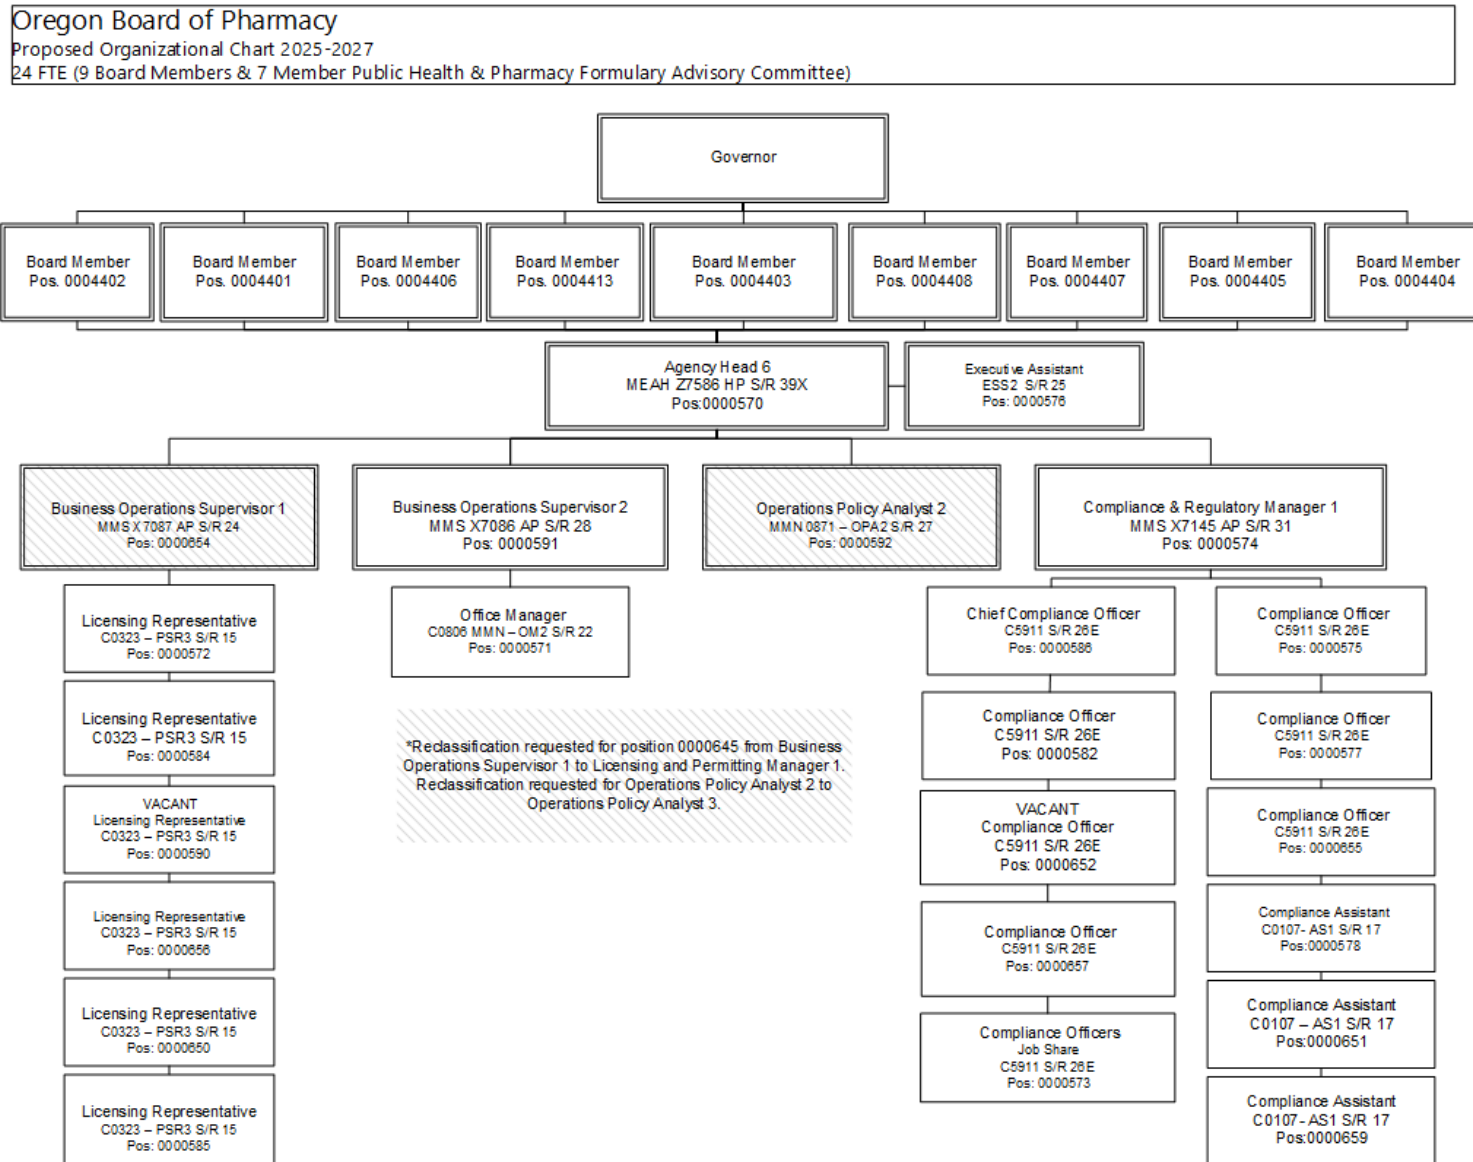 Oregon Board of Pharmacy
Proposed Organizational Chart 2025-2027
24 FTE (9 Board Members & 7 Member Public Health & Pharmacy Formulary Advisory Committee)
Governor
Board Member
Pos. 0004402
Board Member
Pos. 0004401
Board Member
Pos. 0004406
Board Member
Pos. 0004413
Board Member
Pos. 0004403
Board Member
Pos. 0004408
Board Member
Pos. 0004407
Board Member
Pos. 0004405
Board Member
Pos. 0004404
Agency Head 6
MEAH Z7586 HP S/R 39X
Pos:0000570
Executive Assistant
ESS2 S/R 25
Pos: 0000576
Business Operations Supervisor 1
MMS X7087 AP S/R 24
Pos: 0000654
Business Operations Supervisor 2
MMS X7086 AP S/R 28
Pos: 0000591
Operations Policy Analyst 2
MMN 0871 – OPA2 S/R 27
Pos: 0000592
Compliance & Regulatory Manager 1
MMS X7145 AP S/R 31
Pos: 0000574
Licensing Representative
C0323 – PSR3 S/R 15
Pos: 0000572
Licensing Representative
C0323 – PSR3 S/R 15
Pos: 0000584
VACANT
Licensing Representative
C0323 – PSR3 S/R 15
Pos: 0000590
Licensing Representative
C0323 – PSR3 S/R 15
Pos: 0000656
Licensing Representative
C0323 – PSR3 S/R 15
Pos: 0000650
Licensing Representative
C0323 – PSR3 S/R 15
Pos: 0000585
Office Manager
C0806 MMN – OM2 S/R 22
Pos: 0000571
*Reclassification requested for position 0000645 from Business
Operations Supervisor 1 to Licensing and Permitting Manager 1.
Reclassification requested for Operations Policy Analyst 2 to
Operations Policy Analyst 3.
Chief Compliance Officer
C5911 S/R 26E
Pos: 0000586
Compliance Officer
C5911 S/R 26E
Pos: 0000582
VACANT
Compliance Officer
C5911 S/R 26E
Pos: 0000652
Compliance Officer
C5911 S/R 26E
Pos: 0000657
Compliance Officers
Job Share
C5911 S/R 26E
Pos: 0000573
Compliance Officer
C5911 S/R 26E
Pos: 0000575
Compliance Officer
C5911 S/R 26E
Pos: 0000577
Compliance Officer
C5911 S/R 26E
Pos: 0000655
Compliance Assistant
C0107- AS1 S/R 17
Pos:0000578
Compliance Assistant
C0107 – AS1 S/R 17
Pos:0000651
Compliance Assistant
C0107- AS1 S/R 17
Pos:0000659